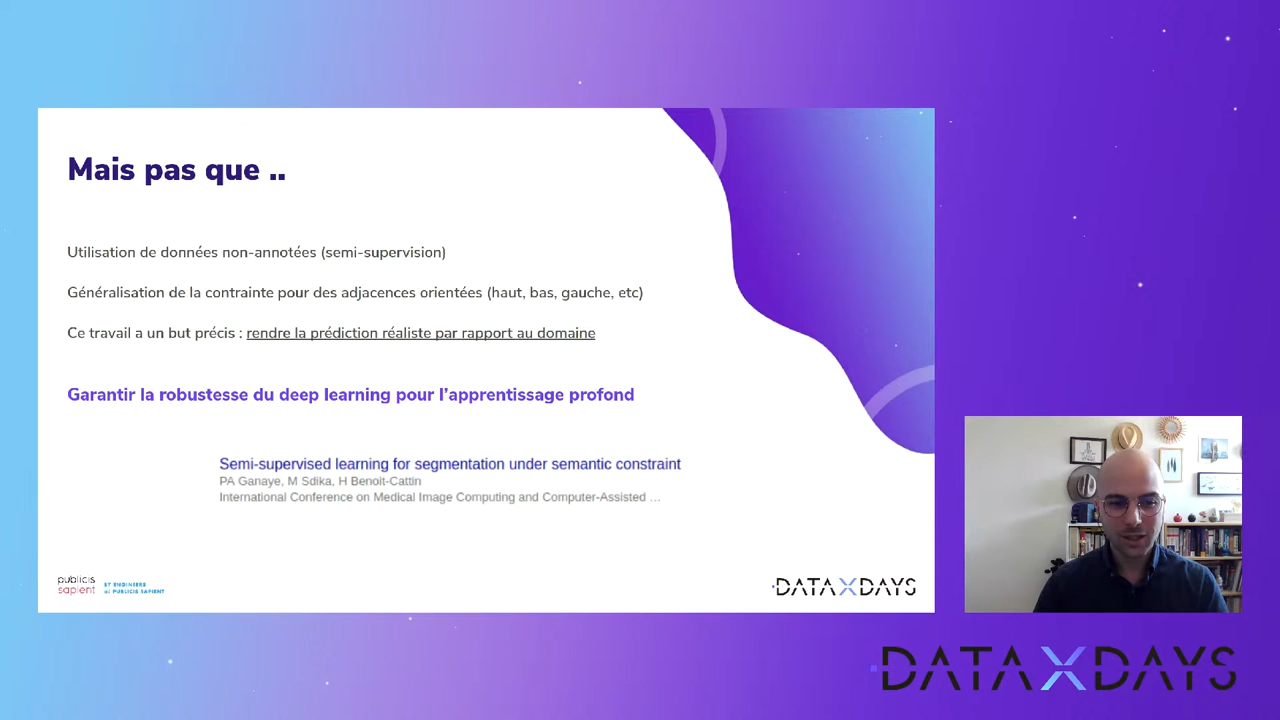 Mais pas que ..
Utilisation de données non-annotées (semi-supervision)
Généralisation de la contrainte pour des adjacences orientées (haut, bas, gauche, etc)
Ce travail a un but précis : rendre la prédiction réaliste par rapport au domaine
Garantir la robustesse du deep learning pour l'apprentissage profond
Semi-supervised learning for segmentation under semantic constraint
PA Ganaye, M Sdika, H Benoit-Cattin
International Conference on Medical Image Computing and Computer-Assisted ...
publicis
sapient
ET ENGINEERS
OF PUBLICIS SAPIENT
DATA X DAYS
DATA X DAYS